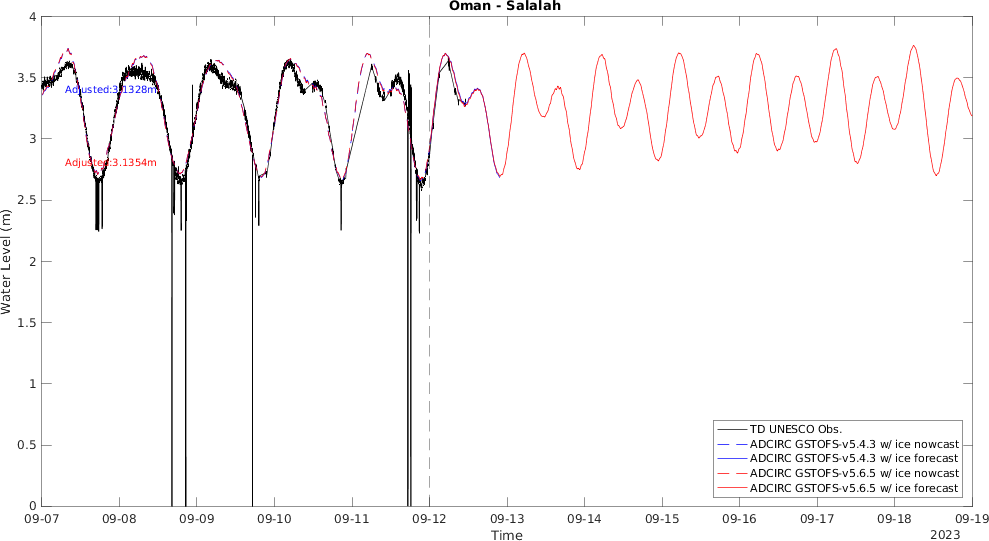 Oman - Salalah
4
3.5
3
2.5
2
1.5
1
0.5
0
Water Level (m)
Adjusted:3.1328m
Adjusted:3.1354m
TD UNESCO Obs.
ADCIRC GSTOFS-v5.4.3 w/ ice nowcast
ADCIRC GSTOFS-v5.4.3 w/ ice forecast
ADCIRC GSTOFS-v5.6.5 w/ ice nowcast
ADCIRC GSTOFS-v5.6.5 w/ ice forecast
09-07 09-08 09-09 09-10 09-11 09-12 09-13 09-14 09-15 09-16 09-17 09-18 09-19
Time
2023